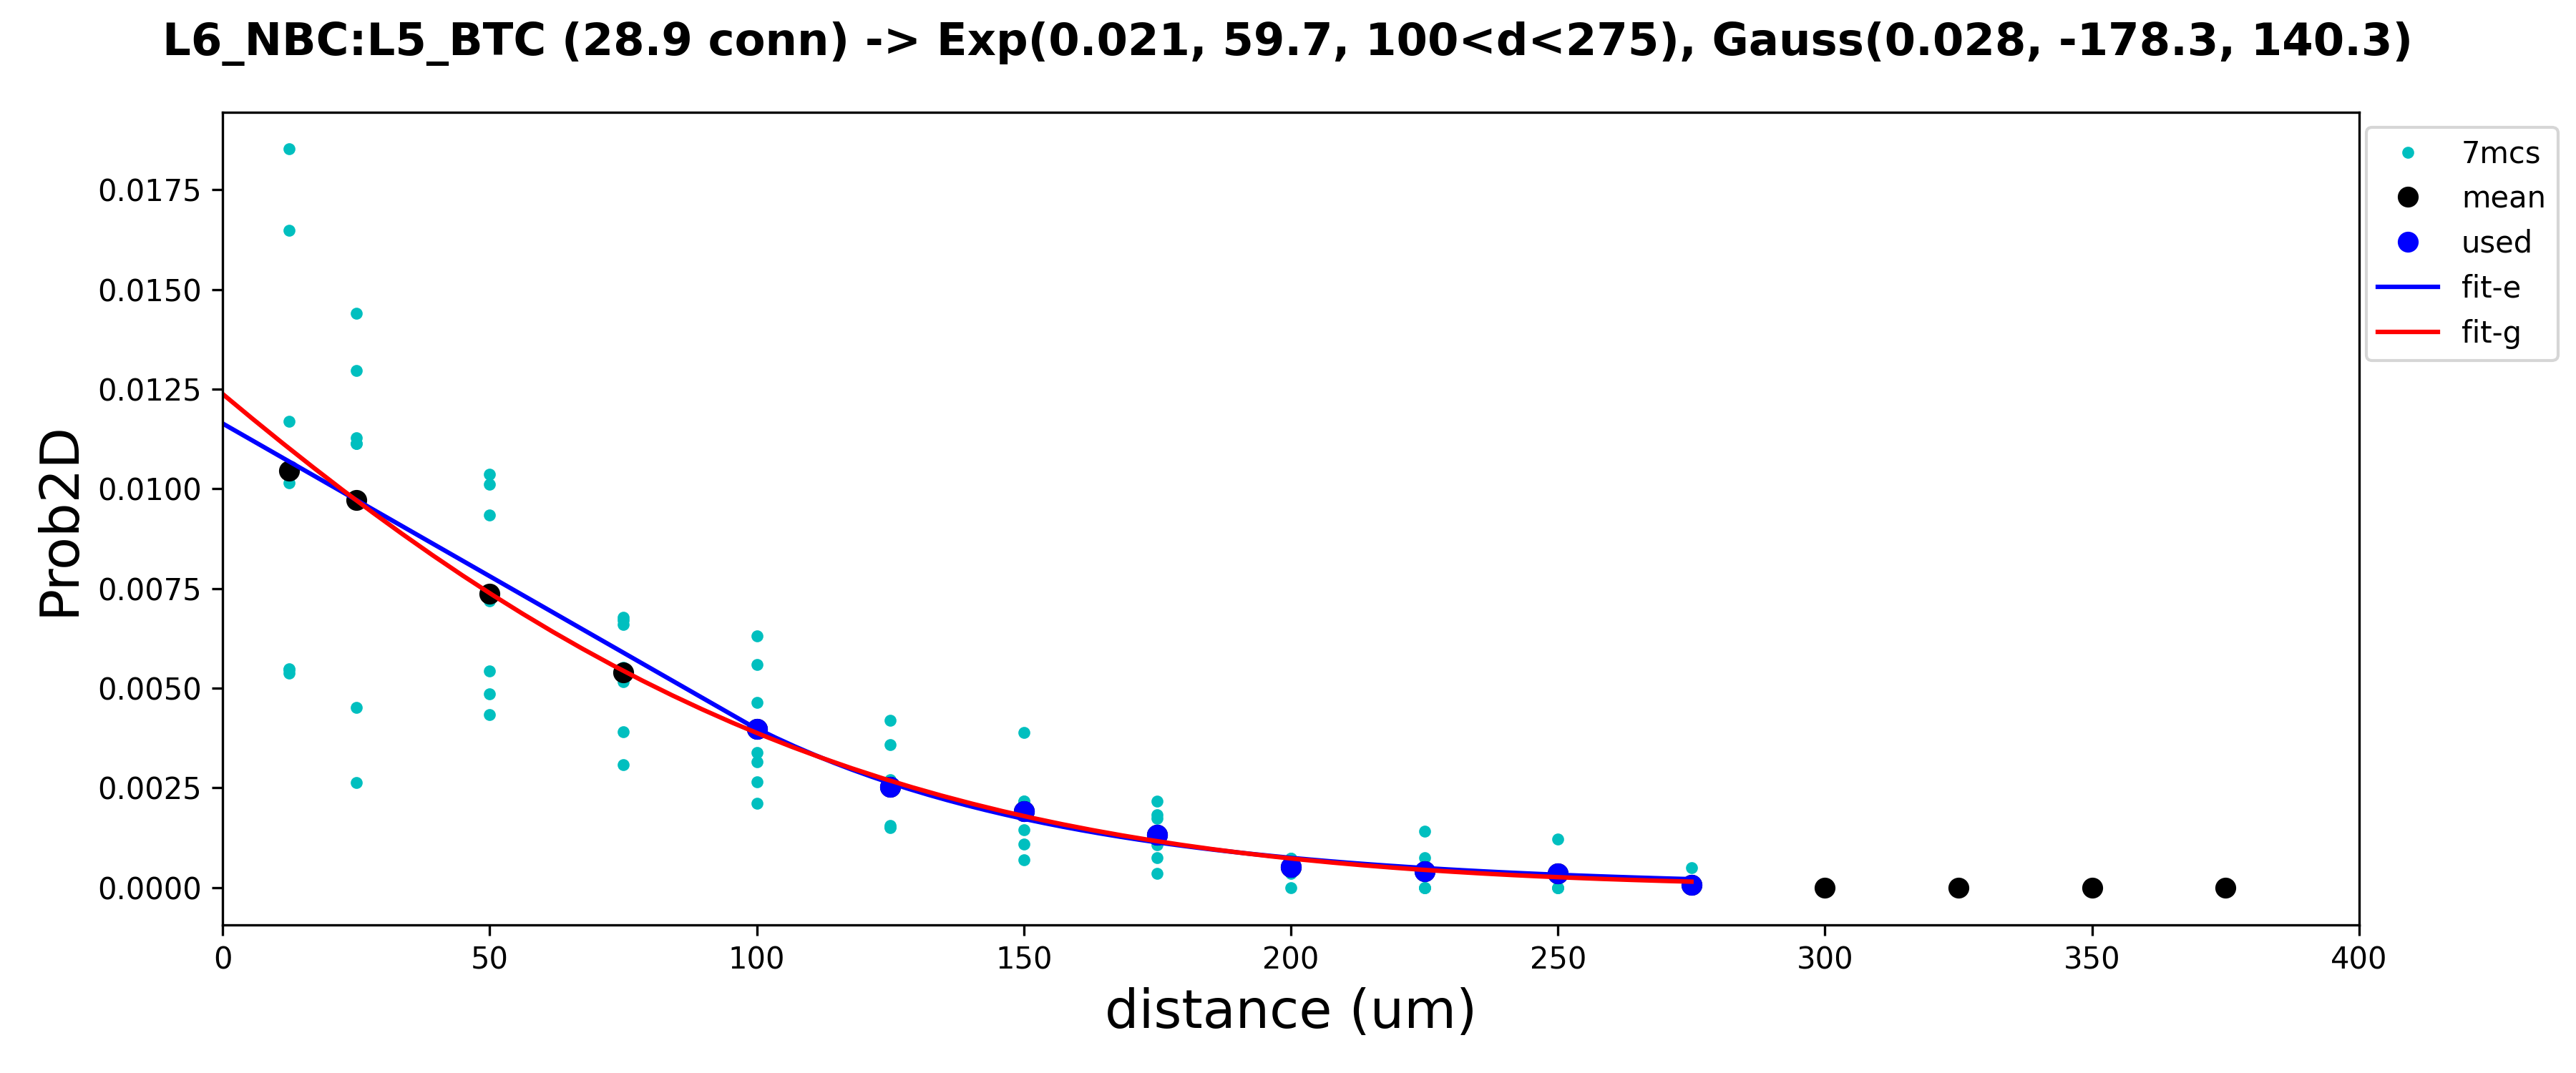 L6_NBC:L5_BTC (28.9 conn) -> Exp(0.021, 59.7, 100<d<275), Gauss(0.028, -178.3, 140.3)
7mcs
mean
used
fit-e
fit-g
Prob2D
0.0175
0.0150
0.0125
0.0100
0.0075
0.0050
0.0025
0.0000
0 50 100 150 200 250 300 350 400
distance (um)